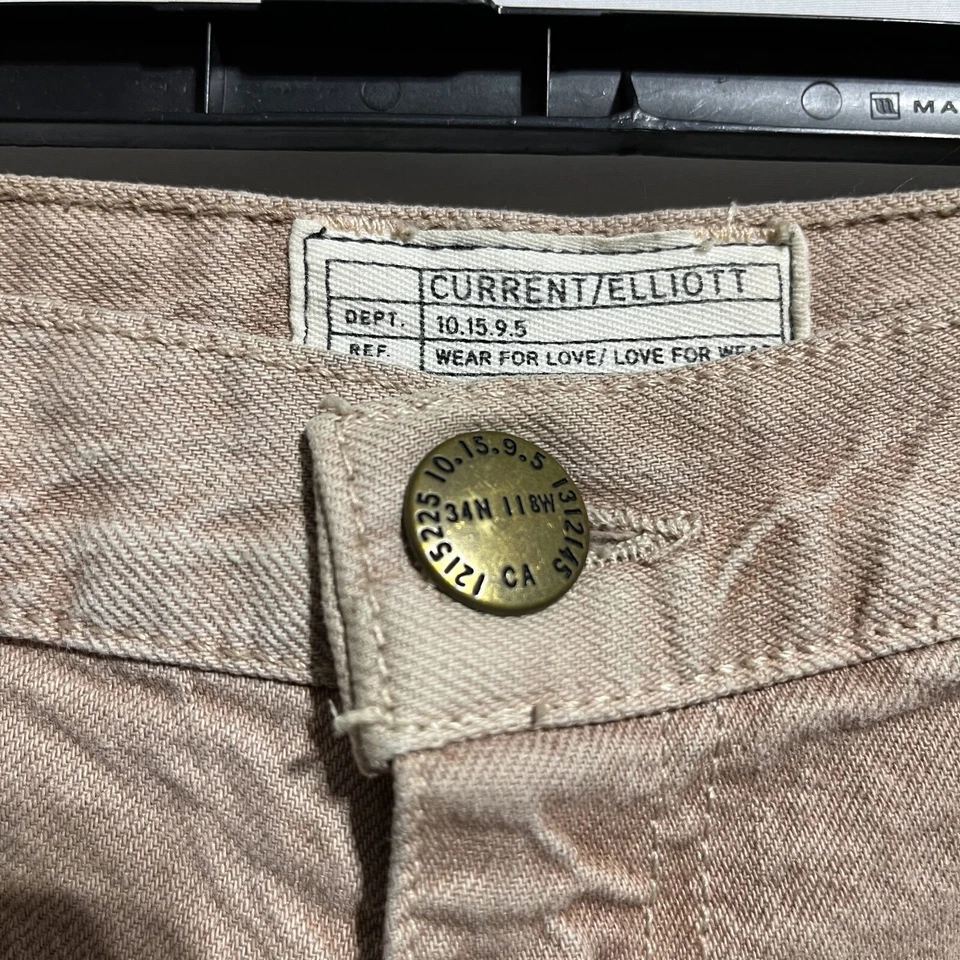 MA
CURRENT/ELLIOTT
DEPT. 10.15.9.5
REF. WEAR FOR LOVE/ LOVE FOR
10.15.9.5 1312145
34N 118W
1215225 CA